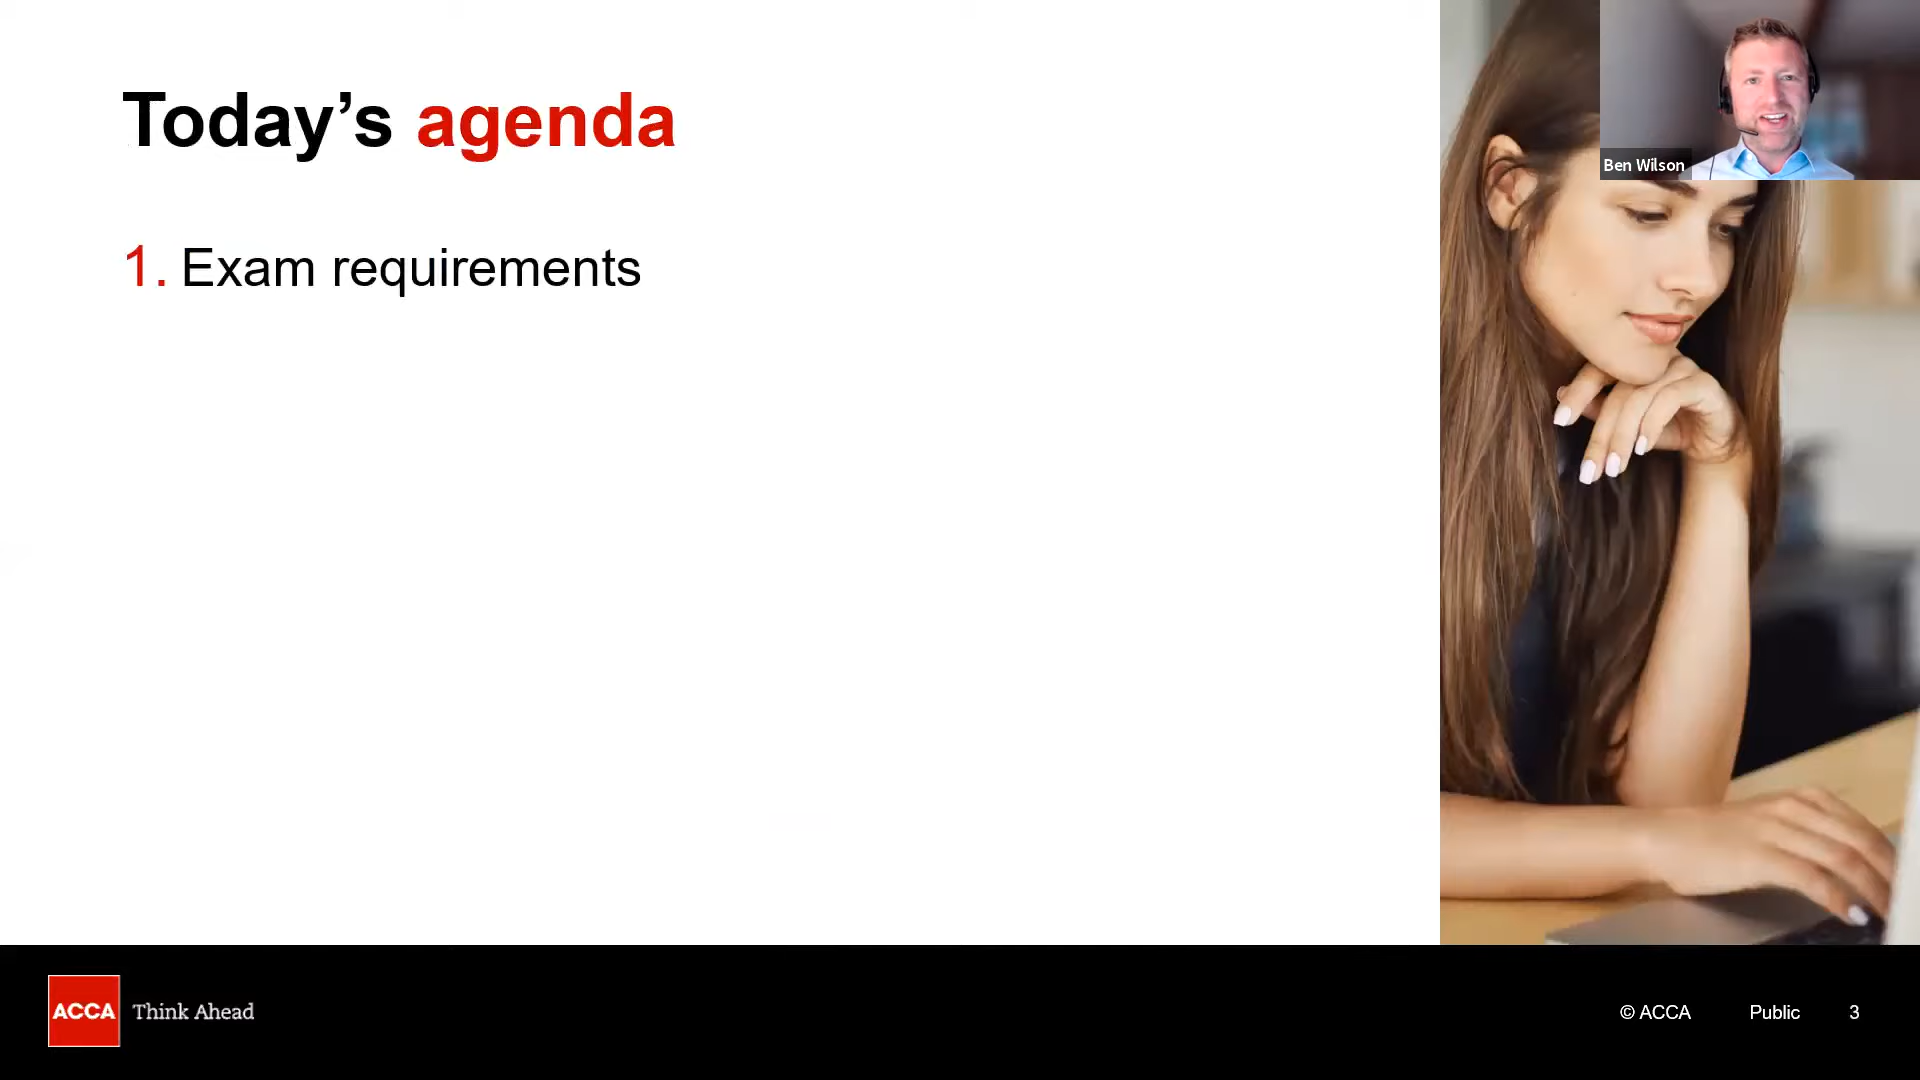 Today’s agenda
Ben Wilson
1. Exam requirements
ACCA Think Ahead
© ACCA Public 3